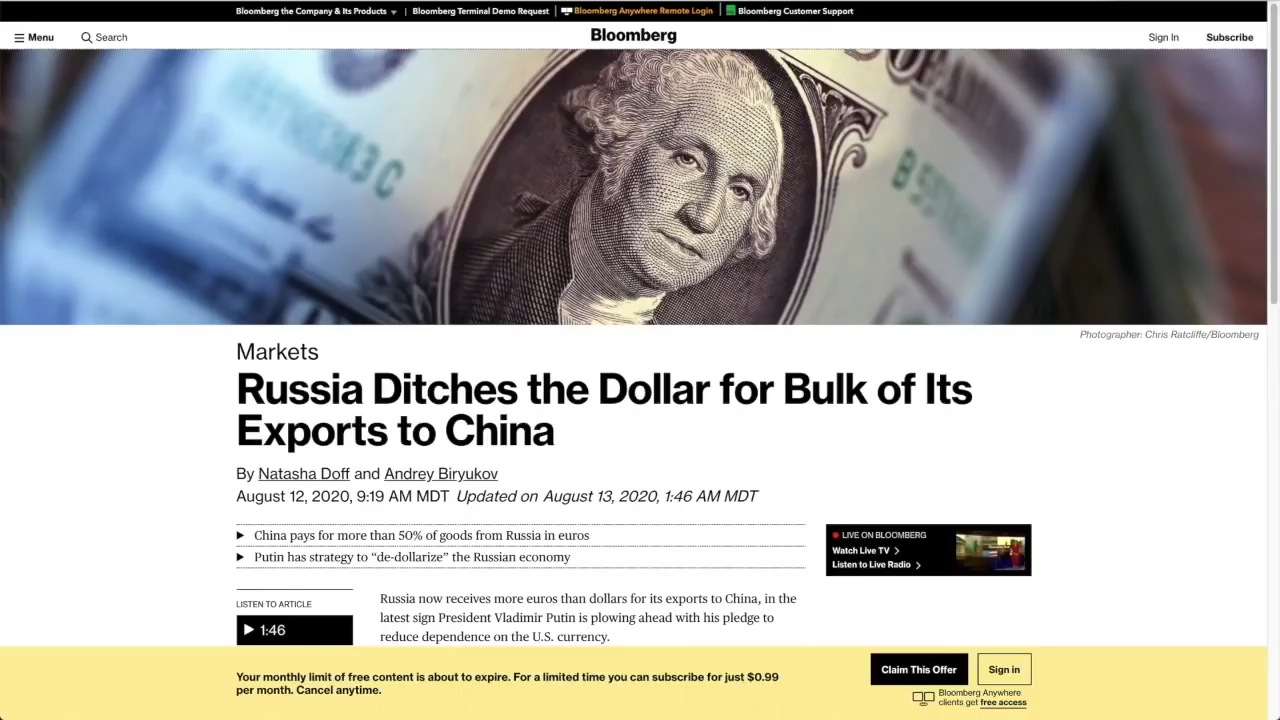 Bloomberg the Company & Its Products | Bloomberg Terminal Demo Request | Bloomberg Anywhere Remote Login | Bloomberg Customer Support
Menu Search Bloomberg Sign In Subscribe
Photographer: Chris Ratcliffe/Bloomberg
Markets
Russia Ditches the Dollar for Bulk of Its
Exports to China
By Natasha Doff and Andrey Biryukov
August 12, 2020, 9:19 AM MDT Updated on August 13, 2020, 1:46 AM MDT
China pays for more than 50% of goods from Russia in euros
Putin has strategy to “de-dollarize” the Russian economy
LIVE ON BLOOMBERG
Watch Live TV
Listen to Live Radio
LISTEN TO ARTICLE
1:46
Russia now receives more euros than dollars for its exports to China, in the
latest sign President Vladimir Putin is plowing ahead with his pledge to
reduce dependence on the U.S. currency.
Your monthly limit of free content is about to expire. For a limited time you can subscribe for just $0.99
per month. Cancel anytime.
Claim This Offer
Sign in
Bloomberg Anywhere
clients get free access